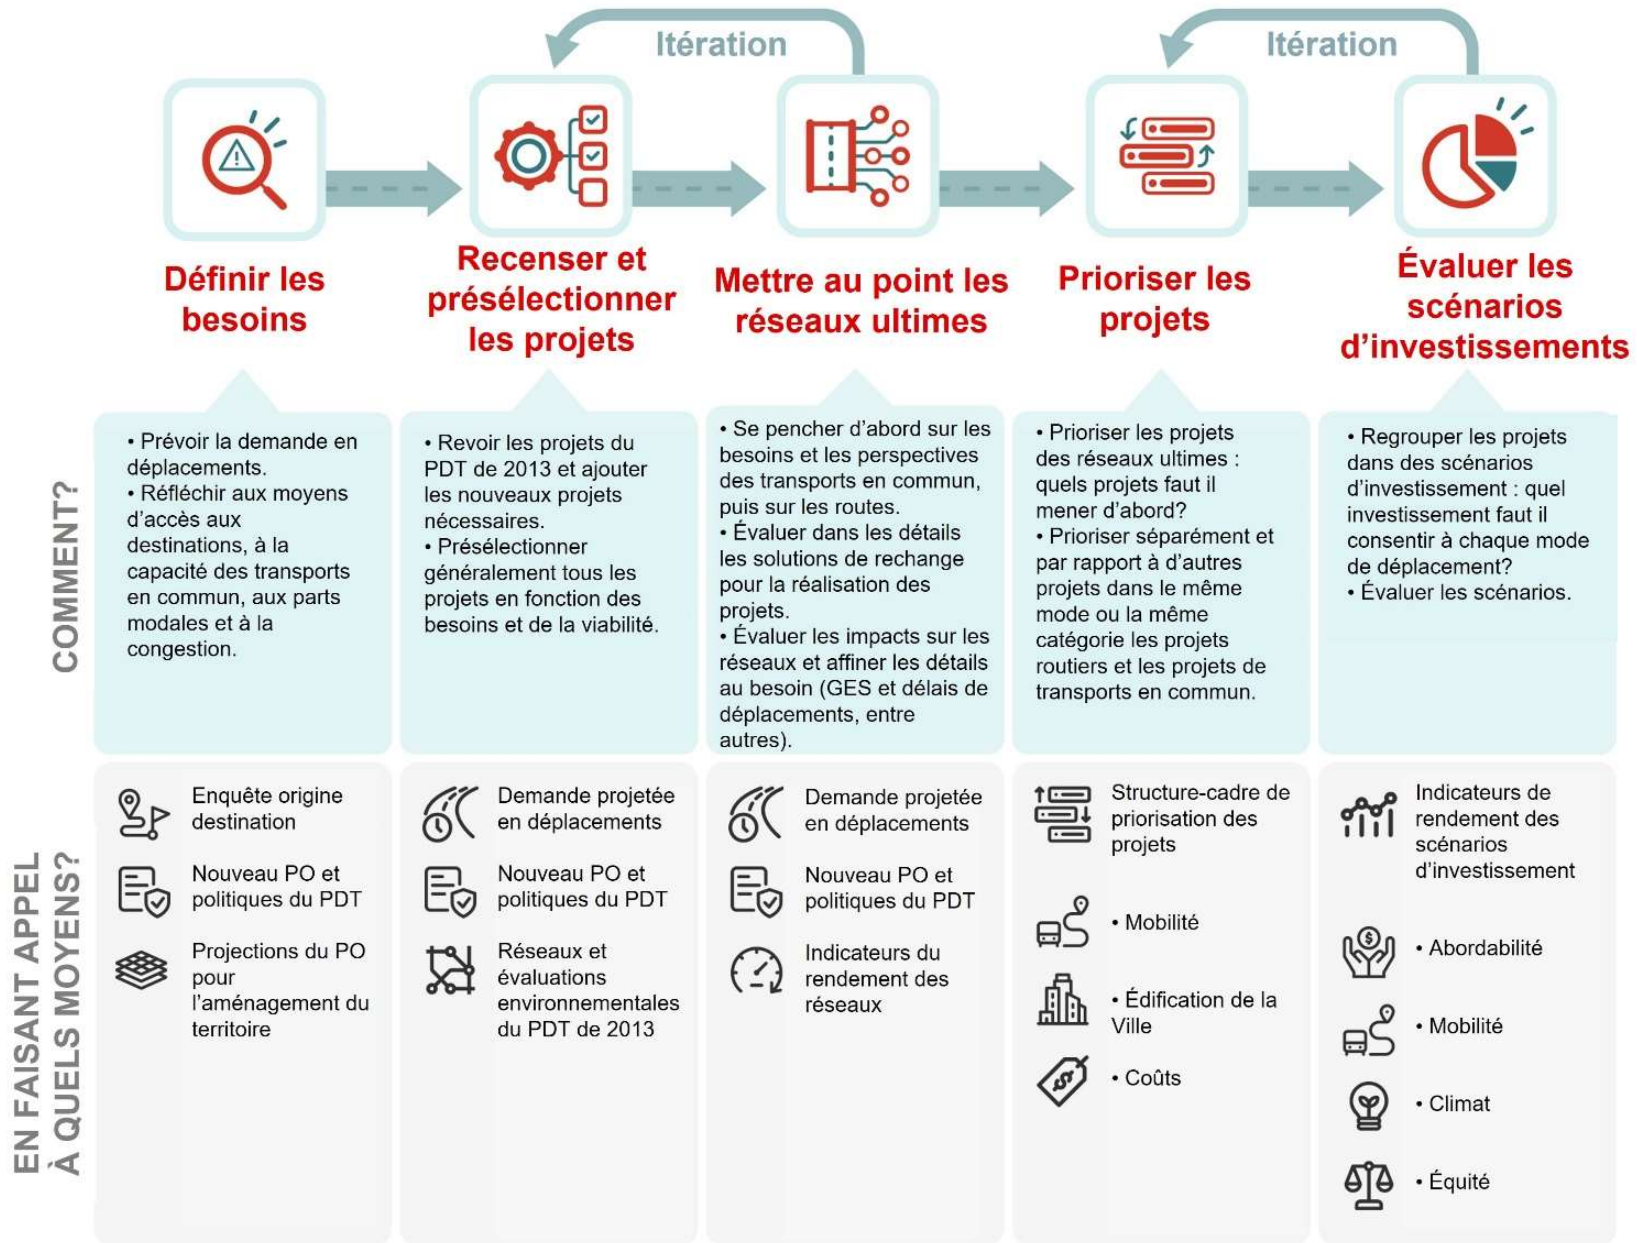 Itération
Itération
Définir les
besoins
Recenser et
présélectionner
les projets
Mettre au point les
réseaux ultimes
Prioriser les
projets
Évaluer les
scénarios
d'investissements
COMMENT?
• Prévoir la demande en
déplacements.
• Réfléchir aux moyens
d'accès aux
destinations, à la
capacité des transports
en commun, aux parts
modales et à la
congestion.
• Revoir les projets du
PDT de 2013 et ajouter
les nouveaux projets
nécessaires.
• Présélectionner
généralement tous les
projets en fonction des
besoins et de la viabilité.
• Se pencher d'abord sur les
besoins et les perspectives
des transports en commun,
puis sur les routes.
• Évaluer dans les détails
les solutions de rechange
pour la réalisation des
projets.
• Évaluer les impacts sur les
réseaux et affiner les détails
au besoin (GES et délais de
déplacements, entre
autres).
• Prioriser les projets
des réseaux ultimes :
quels projets faut il
mener d'abord?
• Prioriser séparément et
par rapport à d'autres
projets dans le même
mode ou la même
catégorie les projets
routiers et les projets de
transports en commun.
• Regrouper les projets
dans des scénarios
d'investissement : quel
investissement faut il
consentir à chaque mode
de déplacement?
• Évaluer les scénarios.
EN FAISANT APPEL
À QUELS MOYENS?
Enquête origine
destination
Nouveau PO et
politiques du PDT
Projections du PO
pour
l'aménagement du
territoire
Demande projetée
en déplacements
Nouveau PO et
politiques du PDT
Réseaux et
évaluations
environnementales
du PDT de 2013
Demande projetée
en déplacements
Nouveau PO et
politiques du PDT
Indicateurs du
rendement des
réseaux
Structure-cadre de
priorisation des
projets
• Mobilité
• Édification de la
Ville
• Coûts
Indicateurs de
rendement des
scénarios
d'investissement
• Abordabilité
• Mobilité
• Climat
• Équité